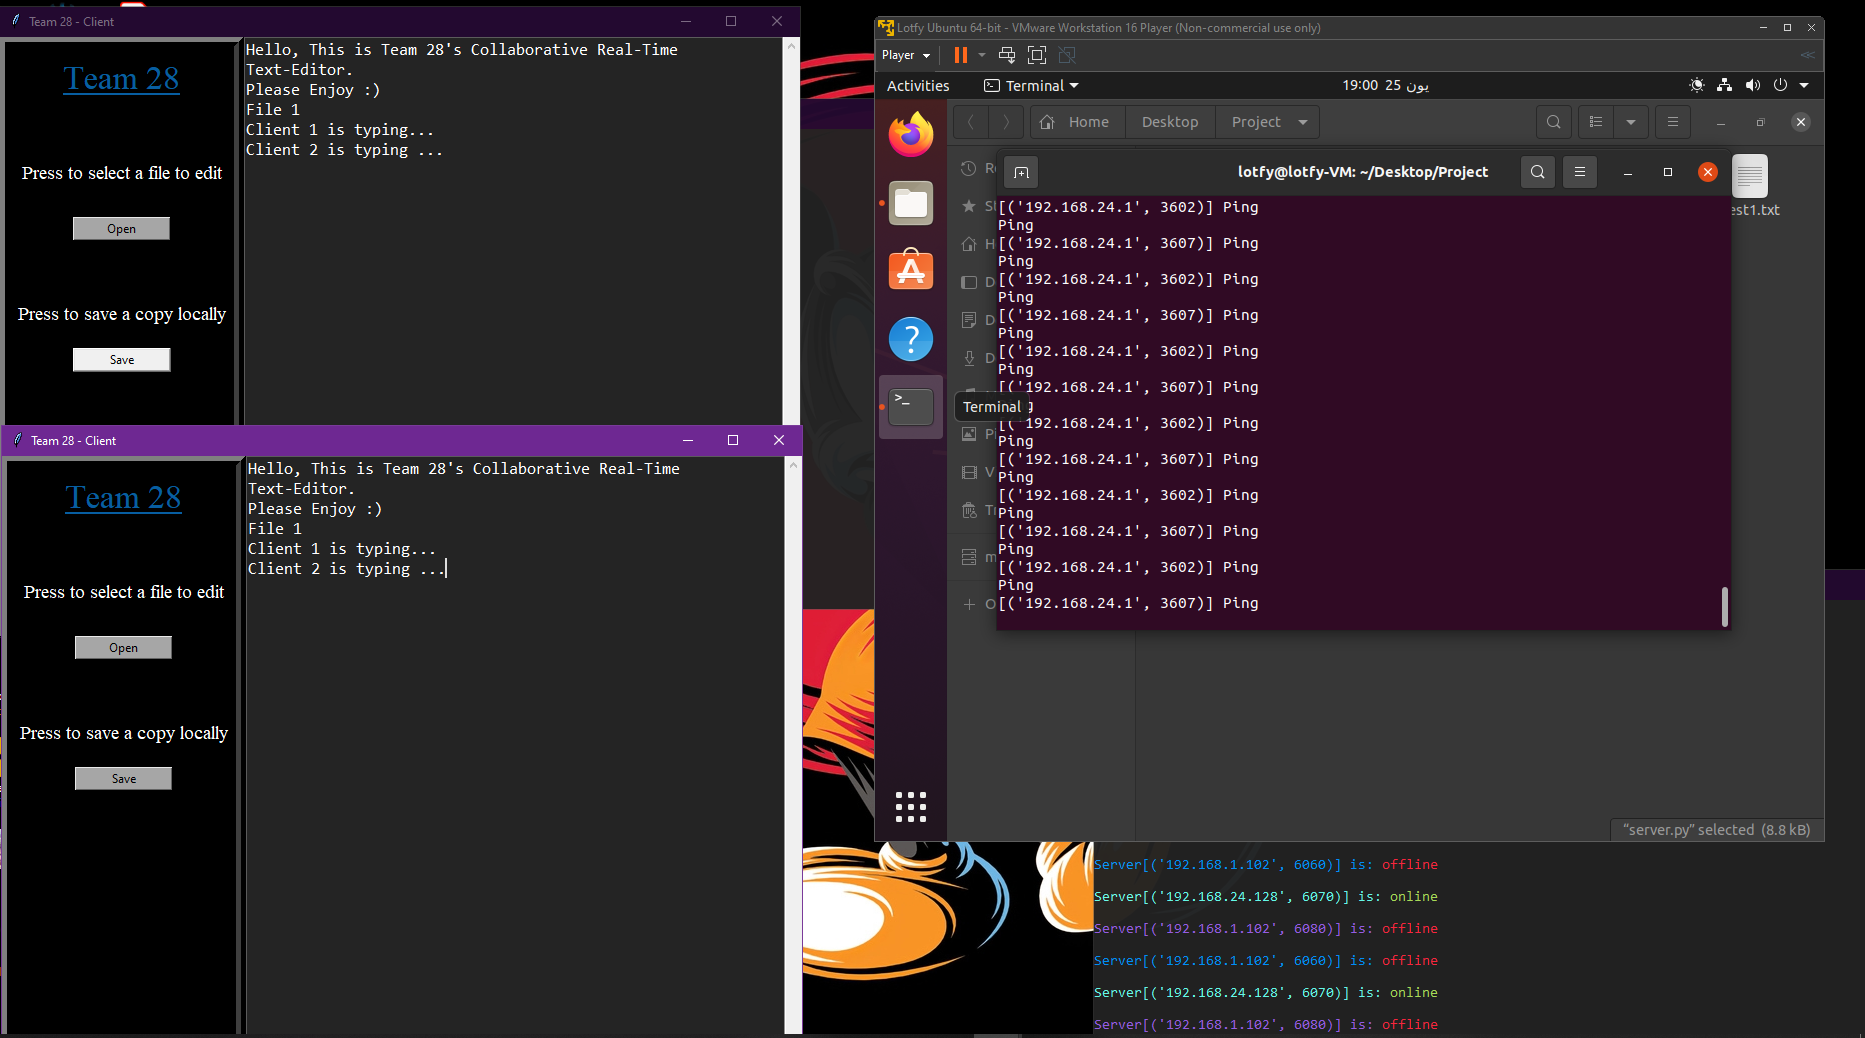 Team 28 - Client
Team 28
Press to select a file to edit
Open
Press to save a copy locally
Save
Hello, This is Team 28's Collaborative Real-Time
Text-Editor.
Please Enjoy :)
File 1
Client 1 is typing...
Client 2 is typing ...
Team 28 - Client
Team 28
Press to select a file to edit
Open
Press to save a copy locally
Save
Hello, This is Team 28's Collaborative Real-Time
Text-Editor.
Please Enjoy :)
File 1
Client 1 is typing...
Client 2 is typing ...
Lotfy Ubuntu 64-bit - VMware Workstation 16 Player (Non-commercial use only)
Player
Activities
Terminal
19:00 25 يون
Home Desktop Project
lotfy@lotfy-VM: ~/Desktop/Project
est1.txt
[('192.168.24.1', 3602)] Ping
Ping
[('192.168.24.1', 3607)] Ping
Ping
[('192.168.24.1', 3602)] Ping
Ping
[('192.168.24.1', 3607)] Ping
Ping
[('192.168.24.1', 3602)] Ping
Ping
[('192.168.24.1', 3607)] Ping
Terminal
[('192.168.24.1', 3602)] Ping
Ping
[('192.168.24.1', 3607)] Ping
Ping
[('192.168.24.1', 3602)] Ping
Ping
[('192.168.24.1', 3607)] Ping
Ping
[('192.168.24.1', 3602)] Ping
Ping
[('192.168.24.1', 3607)] Ping
“server.py” selected (8.8 kB)
Server[('192.168.1.102', 6060)] is: offline
Server[('192.168.24.128', 6070)] is: online
Server[('192.168.1.102', 6080)] is: offline
Server[('192.168.1.102', 6060)] is: offline
Server[('192.168.24.128', 6070)] is: online
Server[('192.168.1.102', 6080)] is: offline